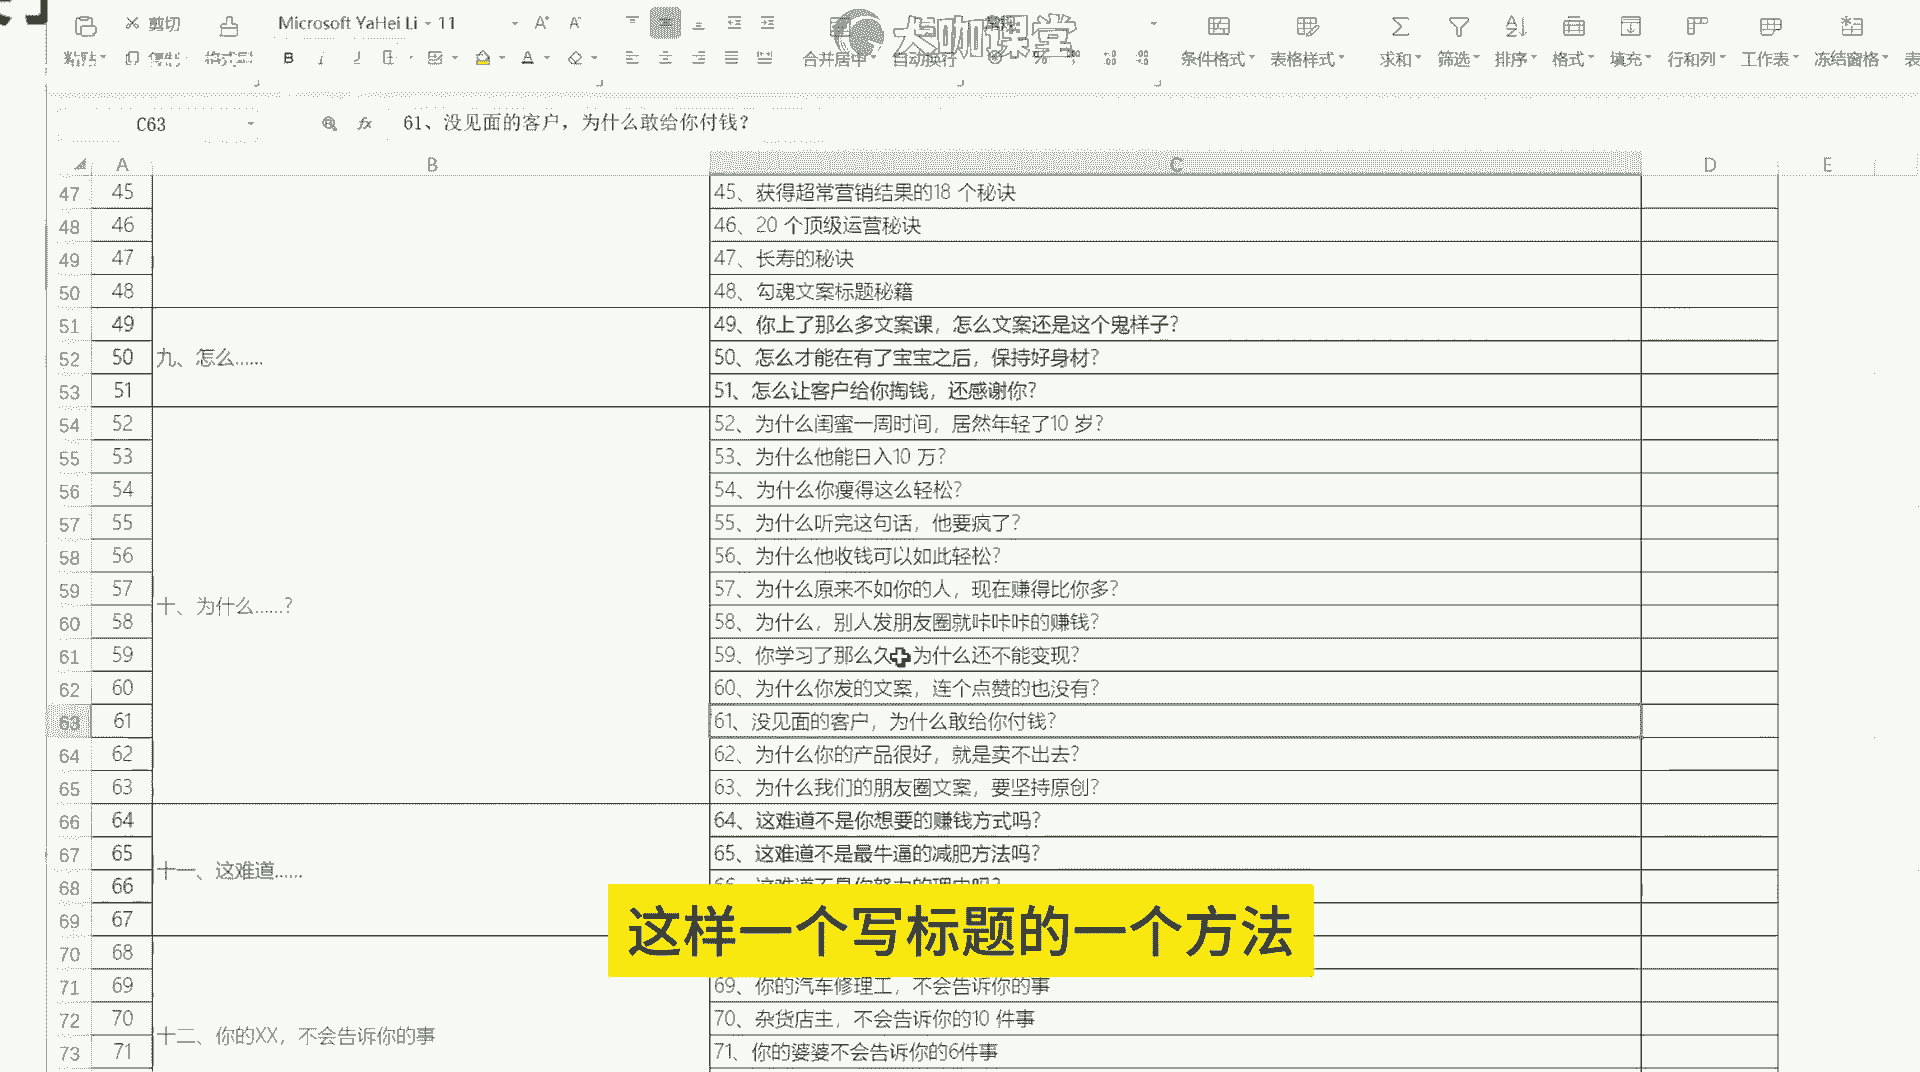 剪切 Microsoft YaHei Li 11 A⁺ A⁻ 大咖课堂
粘贴 复制 格式刷 B I 合并居中 自动换行 % 条件格式 表格样式 求和 筛选 排序 格式 填充 行和列 工作表 冻结窗格 表
C63 fx 61、没见面的客户，为什么敢给你付钱？
A B C D E
47 45 45、获得超常营销结果的18 个秘诀
48 46 46、20 个顶级运营秘诀
49 47 47、长寿的秘诀
50 48 48、勾魂文案标题秘籍
51 49 49、你上了那么多文案课，怎么文案还是这个鬼样子？
52 50 九、怎么...... 50、怎么才能在有了宝宝之后，保持好身材？
53 51 51、怎么让客户给你掏钱，还感谢你？
54 52 52、为什么闺蜜一周时间，居然年轻了10 岁？
55 53 53、为什么他能日入10 万？
56 54 54、为什么你瘦得这么轻松？
57 55 55、为什么听完这句话，他要疯了？
58 56 56、为什么他收钱可以如此轻松？
59 57 57、为什么原来不如你的人，现在赚得比你多？
十、为什么......？
60 58 58、为什么，别人发朋友圈就咔咔咔的赚钱？
61 59 59、你学习了那么久 为什么还不能变现？
62 60 60、为什么你发的文案，连个点赞的也没有？
63 61 61、没见面的客户，为什么敢给你付钱？
64 62 62、为什么你的产品很好，就是卖不出去？
65 63 63、为什么我们的朋友圈文案，要坚持原创？
66 64 64、这难道不是你想要的赚钱方式吗？
67 65 65、这难道不是最牛逼的减肥方法吗？
十一、这难道......
68 66 66、这难道不是你努力的理由吗？
69 67
这样一个写标题的一个方法
70 68
71 69 69、你的汽车修理工，不会告诉你的事
72 70 十二、你的XX，不会告诉你的事 70、杂货店主，不会告诉你的10 件事
73 71 71、你的婆婆不会告诉你的6件事